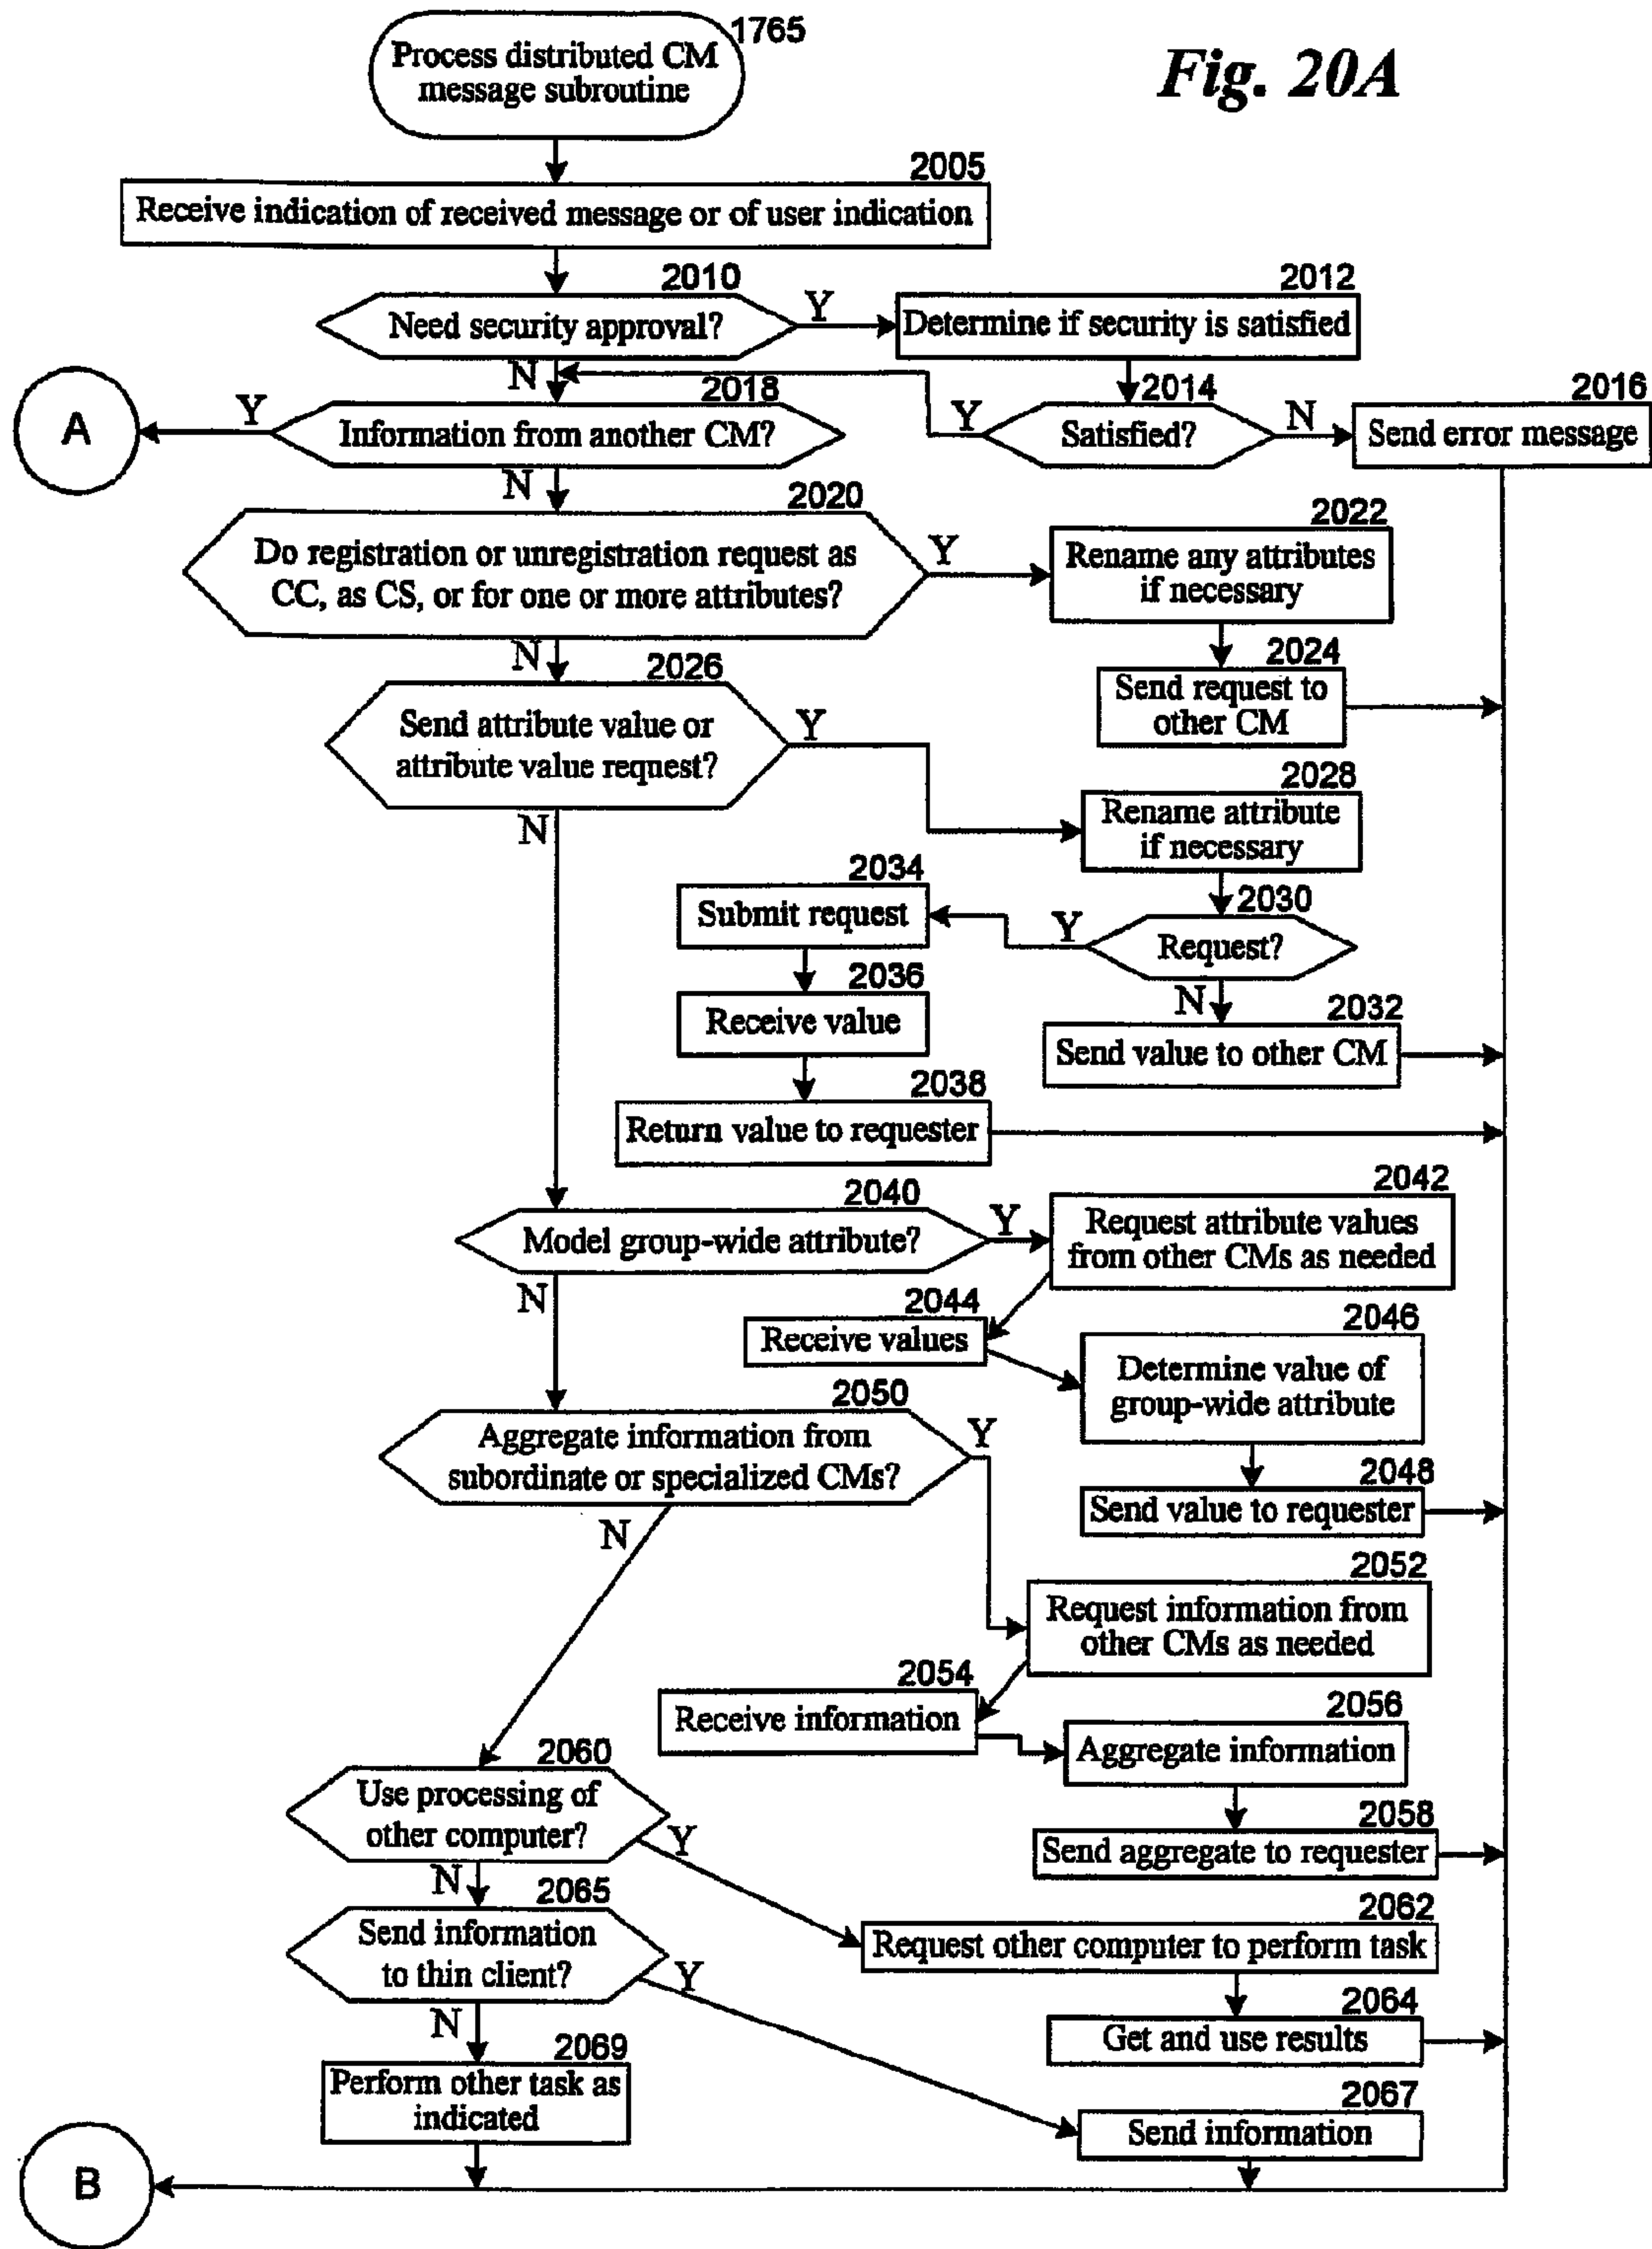 1765
Process distributed CM
message subroutine
Fig. 20A
2005
Receive indication of received message or of user indication
2010
Need security approval?
Y
2012
Determine if security is satisfied
N
2018
Information from another CM?
Y
A
2014
Satisfied?
Y
N
2016
Send error message
N
2020
Do registration or unregistration request as
CC, as CS, or for one or more attributes?
Y
2022
Rename any attributes
if necessary
2024
Send request to
other CM
N
2026
Send attribute value or
attribute value request?
Y
2028
Rename attribute
if necessary
N
2030
Request?
Y
2034
Submit request
2036
Receive value
N
2032
Send value to other CM
2038
Return value to requester
2040
Model group-wide attribute?
Y
2042
Request attribute values
from other CMs as needed
N
2044
Receive values
2046
Determine value of
group-wide attribute
2048
Send value to requester
2050
Aggregate information from
subordinate or specialized CMs?
Y
N
2052
Request information from
other CMs as needed
2054
Receive information
2056
Aggregate information
2058
Send aggregate to requester
2060
Use processing of
other computer?
Y
N
2062
Request other computer to perform task
2064
Get and use results
2065
Send information
to thin client?
Y
N
2067
Send information
2069
Perform other task as
indicated
B